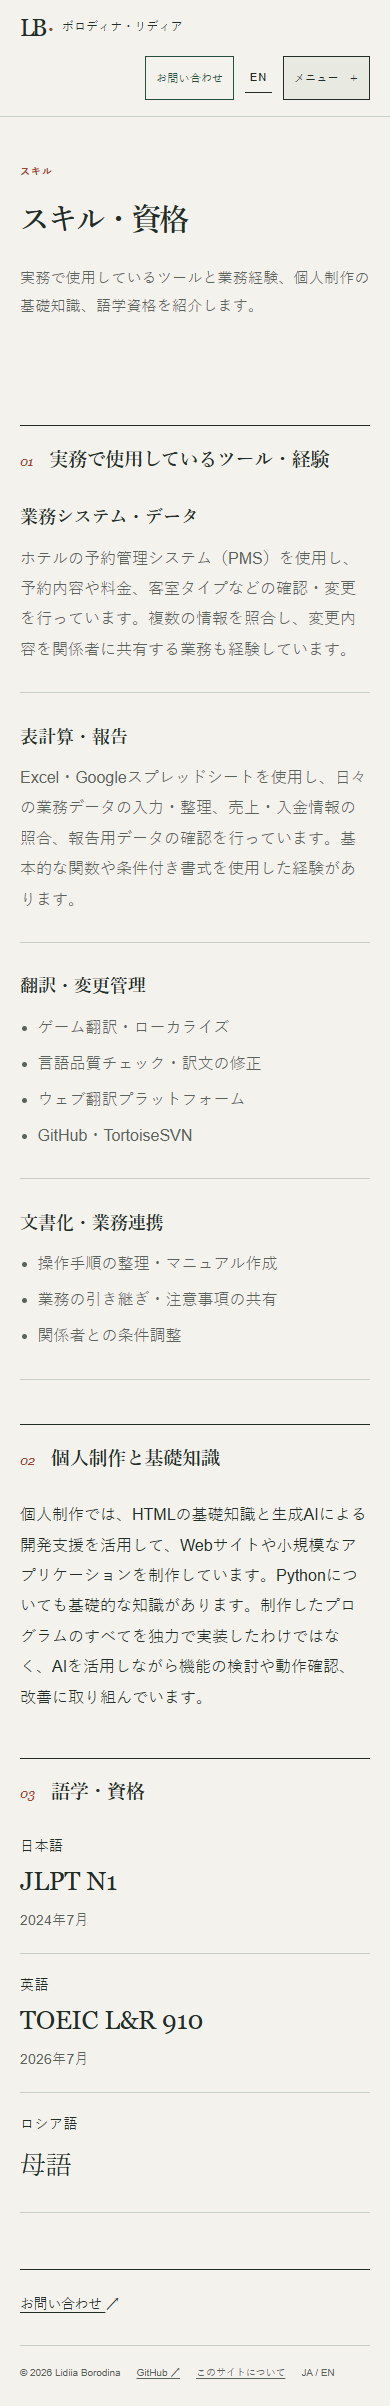 LB· ボロディナ・リディア
お問い合わせ EN メニュー +
スキル
スキル・資格
実務で使用しているツールと業務経験、個人制作の
基礎知識、語学資格を紹介します。
01 実務で使用しているツール・経験
業務システム・データ
ホテルの予約管理システム（PMS）を使用し、
予約内容や料金、客室タイプなどの確認・変更
を行っています。複数の情報を照合し、変更内
容を関係者に共有する業務も経験しています。
表計算・報告
Excel・Googleスプレッドシートを使用し、日々
の業務データの入力・整理、売上・入金情報の
照合、報告用データの確認を行っています。基
本的な関数や条件付き書式を使用した経験があ
ります。
翻訳・変更管理
• ゲーム翻訳・ローカライズ
• 言語品質チェック・訳文の修正
• ウェブ翻訳プラットフォーム
• GitHub・TortoiseSVN
文書化・業務連携
• 操作手順の整理・マニュアル作成
• 業務の引き継ぎ・注意事項の共有
• 関係者との条件調整
02 個人制作と基礎知識
個人制作では、HTMLの基礎知識と生成AIによる
開発支援を活用して、Webサイトや小規模なア
プリケーションを制作しています。Pythonにつ
いても基礎的な知識があります。制作したプロ
グラムのすべてを独力で実装したわけではな
く、AIを活用しながら機能の検討や動作確認、
改善に取り組んでいます。
03 語学・資格
日本語
JLPT N1
2024年7月
英語
TOEIC L&R 910
2026年7月
ロシア語
母語
お問い合わせ ↗
© 2026 Lidiia Borodina GitHub ↗ このサイトについて JA / EN